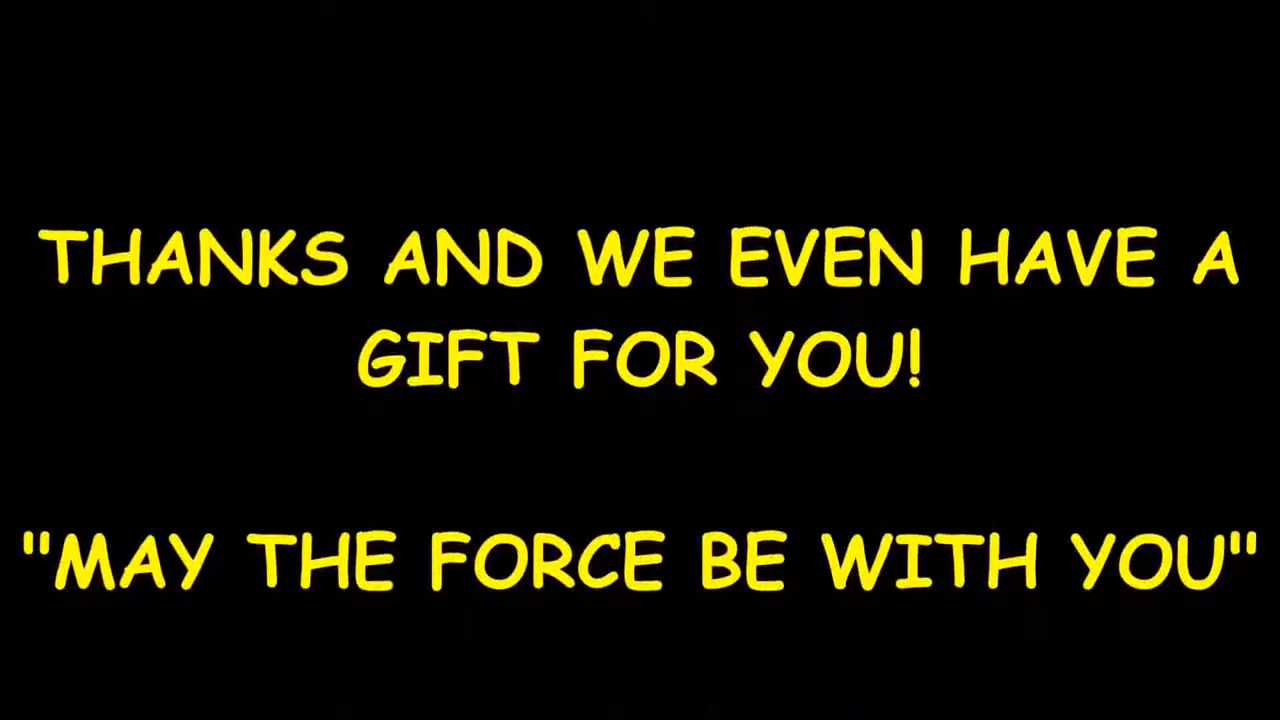 THANKS AND WE EVEN HAVE A
GIFT FOR YOU!
"MAY THE FORCE BE WITH YOU"